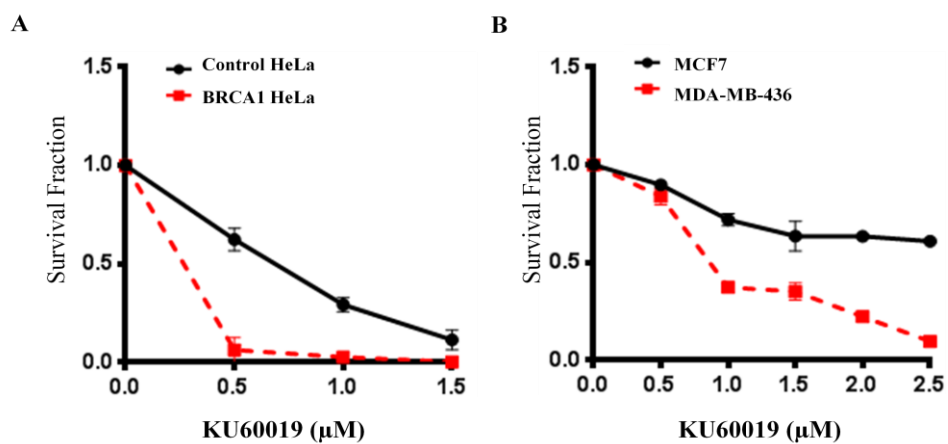 A
Control HeLa
BRCA1 HeLa
Survival Fraction
1.5
1.0
0.5
0.0
0.0 0.5 1.0 1.5
KU60019 (µM)
B
MCF7
MDA-MB-436
Survival Fraction
1.5
1.0
0.5
0.0
0.0 0.5 1.0 1.5 2.0 2.5
KU60019 (µM)